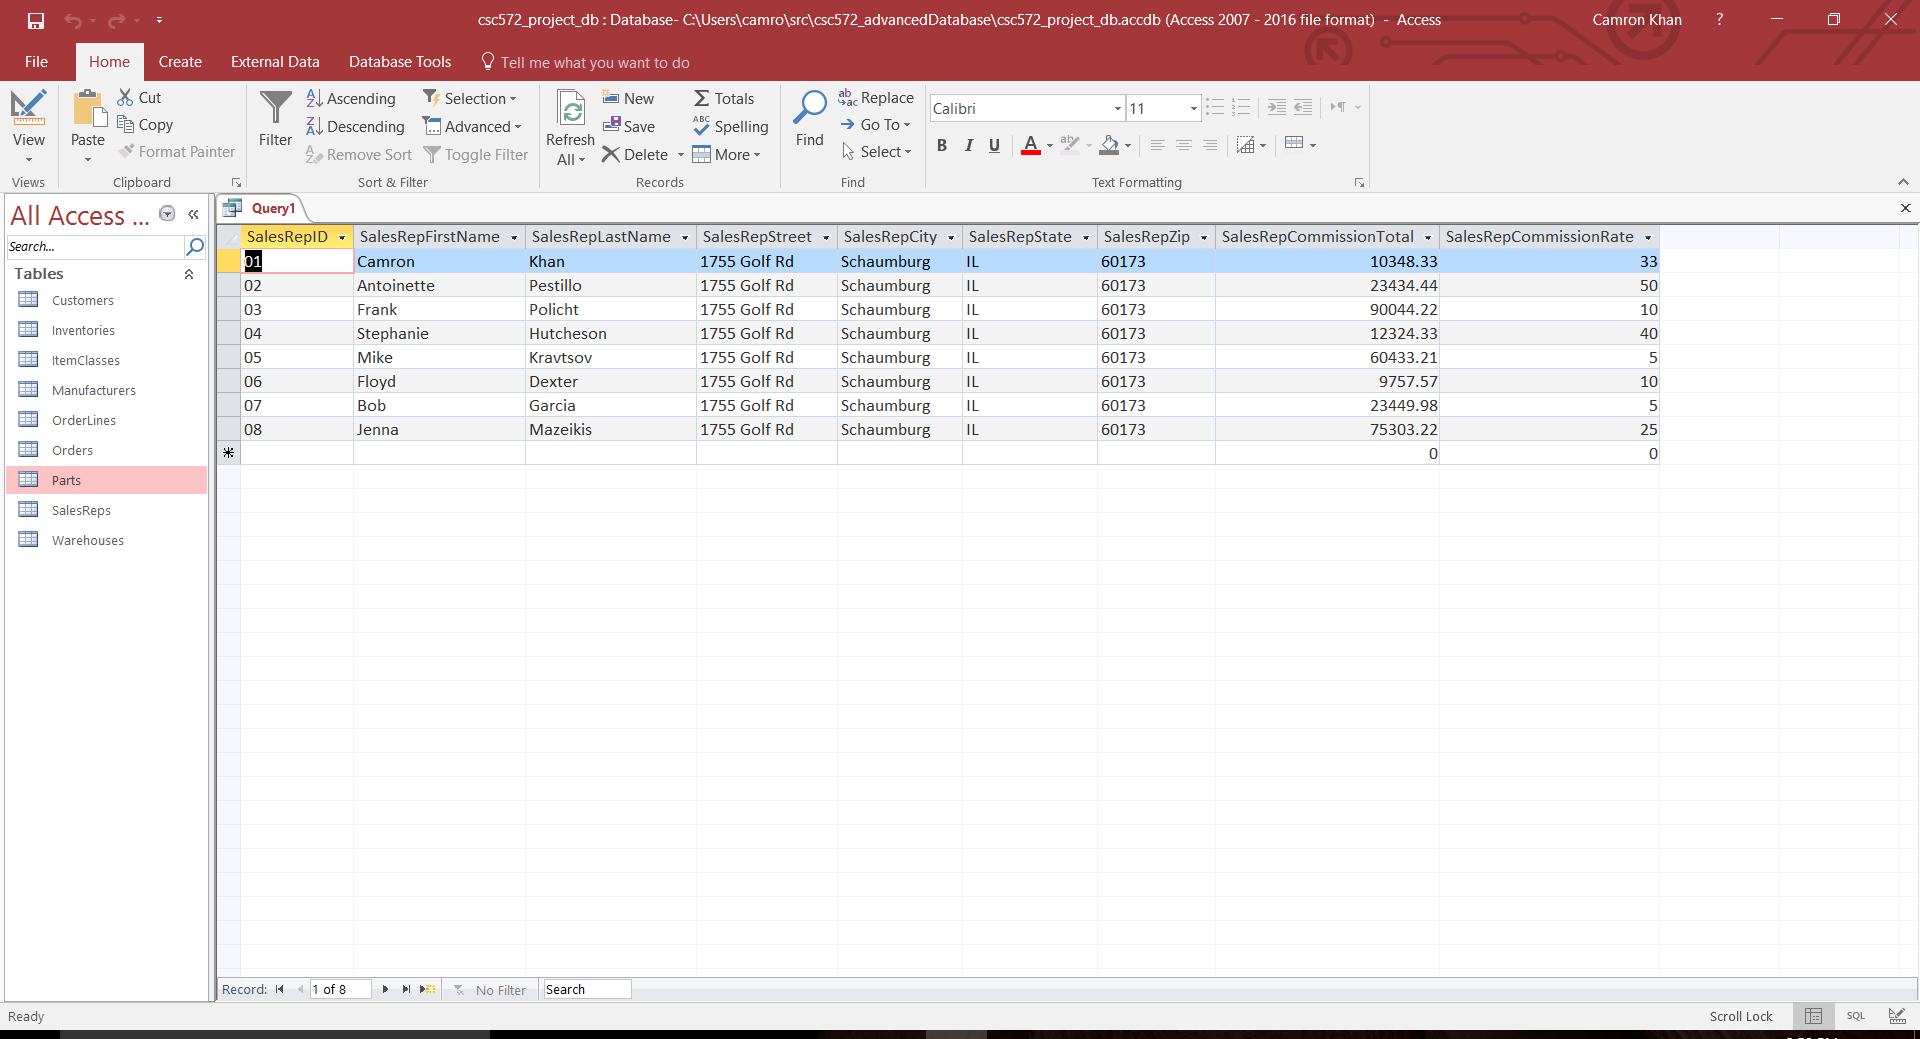 csc572_project_db : Database- C:\Users\camro\src\csc572_advancedDatabase\csc572_project_db.accdb (Access 2007 - 2016 file format) - Access
Camron Khan ?
File Home Create External Data Database Tools Tell me what you want to do
View
Views
Paste
Cut
Copy
Format Painter
Clipboard
Filter
Ascending
Descending
Remove Sort
Selection
Advanced
Toggle Filter
Sort & Filter
Refresh All
New
Save
Delete
Totals
Spelling
More
Records
Find
Replace
Go To
Select
Find
Calibri 11
B I U A
Text Formatting
All Access ...
Search...
Tables
Customers
Inventories
ItemClasses
Manufacturers
OrderLines
Orders
Parts
SalesReps
Warehouses
Query1
SalesRepID SalesRepFirstName SalesRepLastName SalesRepStreet SalesRepCity SalesRepState SalesRepZip SalesRepCommissionTotal SalesRepCommissionRate
01 Camron Khan 1755 Golf Rd Schaumburg IL 60173 10348.33 33
02 Antoinette Pestillo 1755 Golf Rd Schaumburg IL 60173 23434.44 50
03 Frank Policht 1755 Golf Rd Schaumburg IL 60173 90044.22 10
04 Stephanie Hutcheson 1755 Golf Rd Schaumburg IL 60173 12324.33 40
05 Mike Kravtsov 1755 Golf Rd Schaumburg IL 60173 60433.21 5
06 Floyd Dexter 1755 Golf Rd Schaumburg IL 60173 9757.57 10
07 Bob Garcia 1755 Golf Rd Schaumburg IL 60173 23449.98 5
08 Jenna Mazeikis 1755 Golf Rd Schaumburg IL 60173 75303.22 25
0 0
Record: 1 of 8 No Filter Search
Ready Scroll Lock SQL